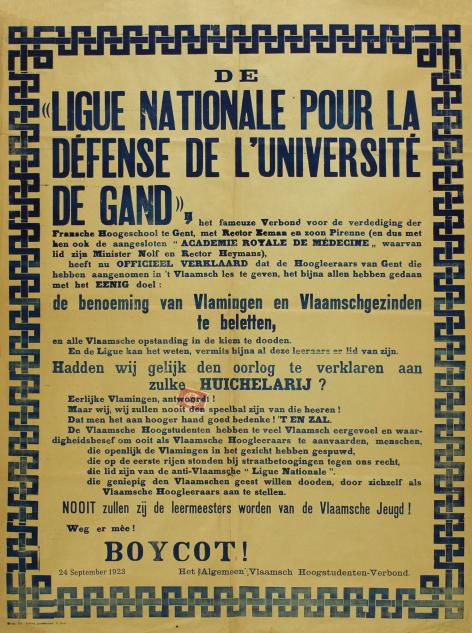 DE
«LIGUE NATIONALE POUR LA
DÉFENSE DE L'UNIVERSITÉ
DE GAND», het fameuze Verbond voor de verdediging der
Fransche Hoogeschool te Gent, met Rector Eeman en zoon Pirenne (en dus met
hen ook de aangesloten "ACADEMIE ROYALE DE MÉDECINE", waarvan
lid zijn Minister Nolf en Rector Heymans),
heeft nu OFFICIEEL VERKLAARD dat de Hoogleeraars van Gent die
hebben aangenomen in 't Vlaamsch les te geven, het bijna allen hebben gedaan
met het EENIG doel :
de benoeming van Vlamingen en Vlaamschgezinden
te beletten,
en alle Vlaamsche opstanding in de kiem te dooden.
En de Ligue kan het weten, vermits bijna al deze leeraars er lid van zijn.
Hadden wij gelijk den oorlog te verklaren aan
zulke HUICHELARIJ ?
Eerlijke Vlamingen, antwoordt !
Maar wij, wij zullen nooit den speelbal zijn van die heeren !
Dat men het aan hooger hand goed bedenke ! 'T EN ZAL.
De Vlaamsche Hoogstudenten hebben te veel Vlaamsch eergevoel en waar-
digheidsbesef om ooit als Vlaamsche Hoogleeraars te aanvaarden, menschen,
die openlijk de Vlamingen in het gezicht hebben gespuwd,
die op de eerste rijen stonden bij straatbetoogingen tegen ons recht,
die lid zijn van de anti-Vlaamsche "Ligue Nationale".
die geniepig den Vlaamschen geest willen dooden, door zichzelf als
Vlaamsche Hoogleeraars aan te stellen.
NOOIT zullen zij de leermeesters worden van de Vlaamsche Jeugd !
Weg er mêe !
BOYCOT !
24 September 1923 Het Algemeen Vlaamsch Hoogstudenten-Verbond.